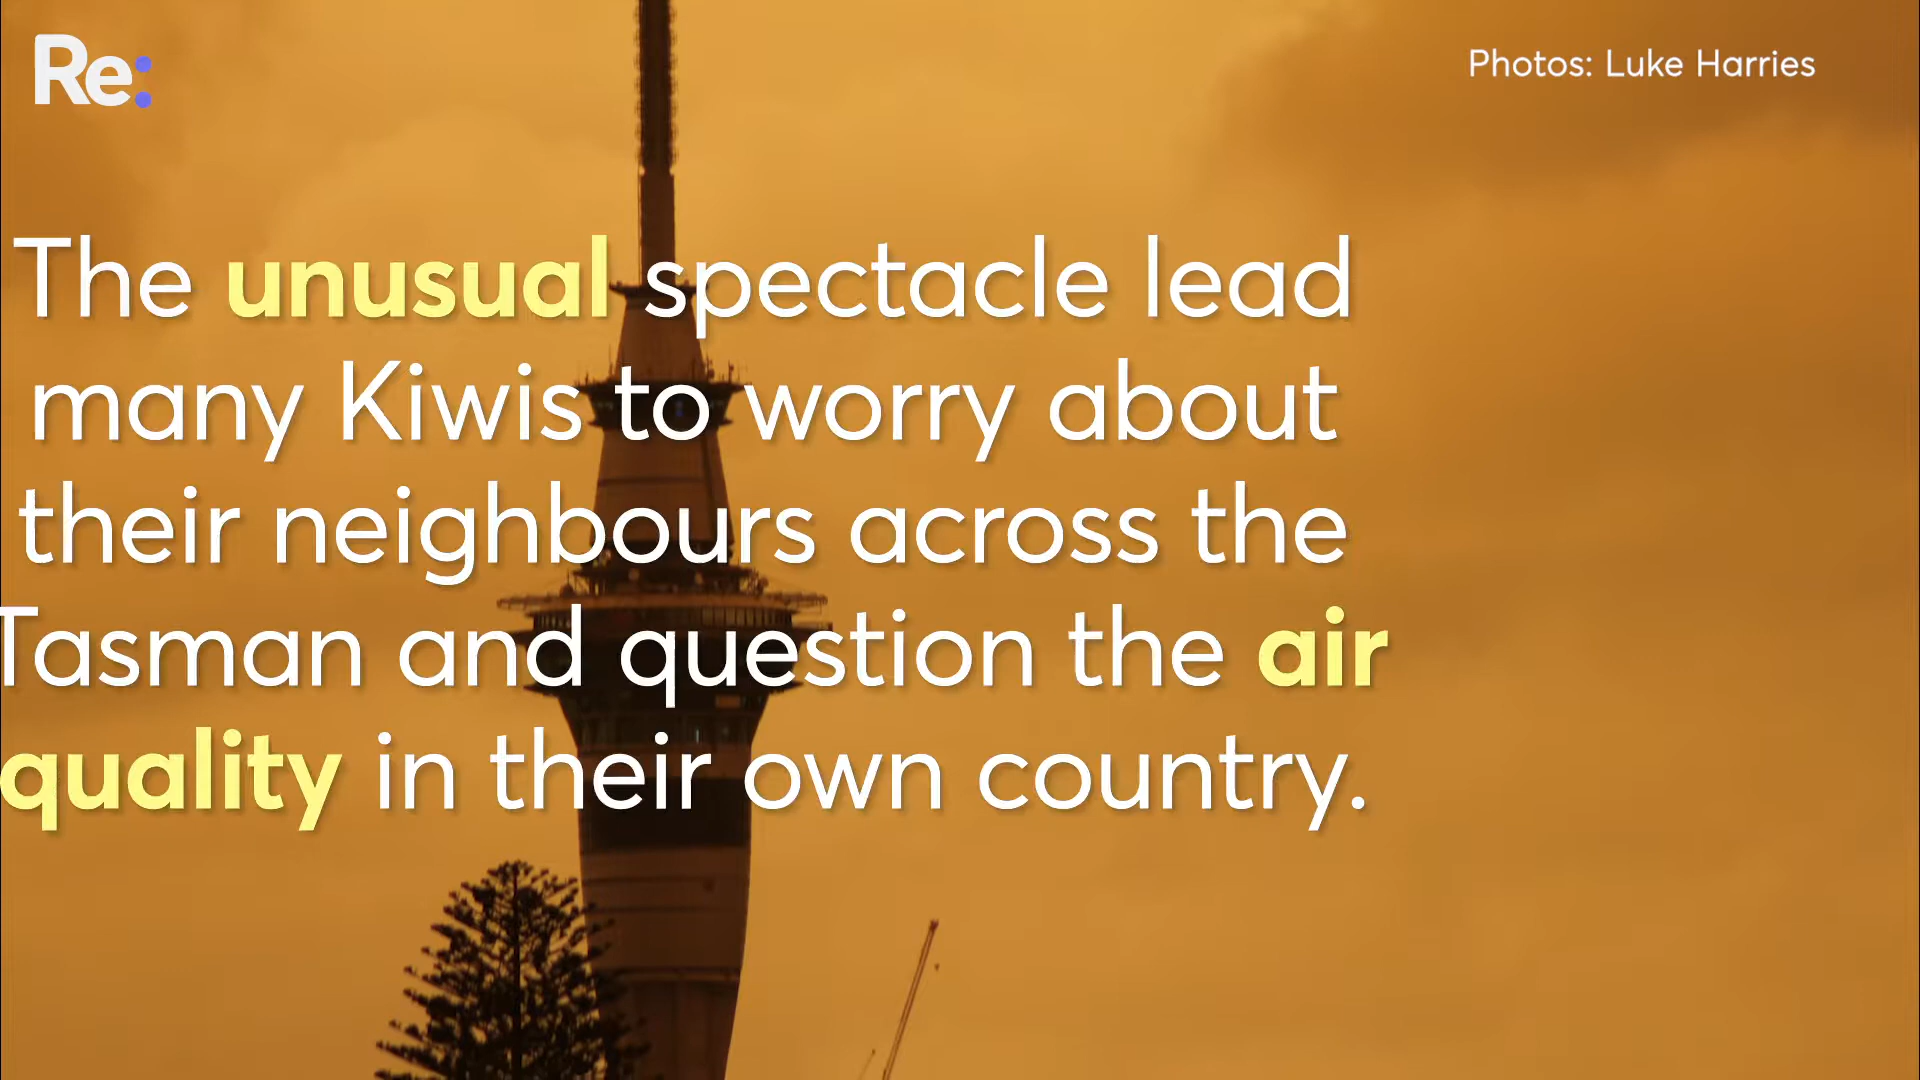 Re:
Photos: Luke Harries
The unusual spectacle lead
many Kiwis to worry about
their neighbours across the
Tasman and question the air
quality in their own country.